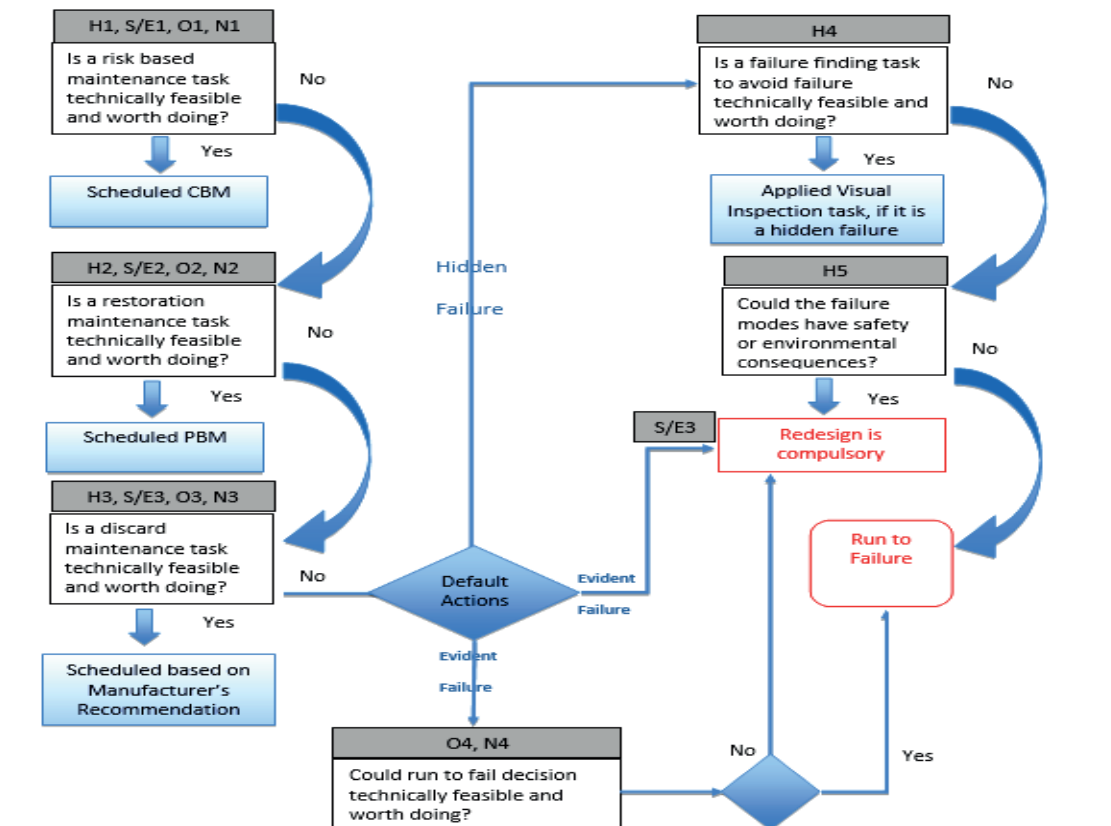 H1, S/E1, O1, N1
Is a risk based
maintenance task
technically feasible
and worth doing?
No
Yes
Scheduled CBM
H2, S/E2, O2, N2
Is a restoration
maintenance task
technically feasible
and worth doing?
No
Yes
Scheduled PBM
H3, S/E3, O3, N3
Is a discard
maintenance task
technically feasible
and worth doing?
No
Yes
Scheduled based on
Manufacturer's
Recommendation
Hidden
Failure
Default
Actions
Evident
Failure
Evident
Failure
H4
Is a failure finding task
to avoid failure
technically feasible and
worth doing?
No
Yes
Applied Visual
Inspection task, if it is
a hidden failure
H5
Could the failure
modes have safety
or environmental
consequences?
No
Yes
S/E3
Redesign is
compulsory
Run to
Failure
O4, N4
Could run to fail decision
technically feasible and
worth doing?
No
Yes